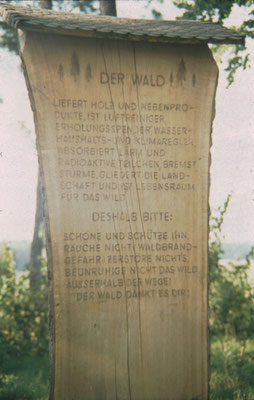 DER WALD
LIEFERT HOLZ UND NEBENPRO-
DUKTE, IST LUFTREINIGER,
ERHOLUNGSSPENDER, WASSER-
HAUSHALTS- UND KLIMAREGLER,
ABSORBIERT LÄRM UND
RADIOAKTIVE TEILCHEN, BREMST
STÜRME, GLIEDERT DIE LAND-
SCHAFT UND IST LEBENSRAUM
FÜR DAS WILD.
DESHALB BITTE:
SCHONE UND SCHÜTZE IHN,
RAUCHE NICHT! WALDBRAND-
GEFAHR! ZERSTÖRE NICHTS,
BEUNRUHIGE NICHT DAS WILD
AUSSERHALB DER WEGE!
DER WALD DANKT ES DIR!